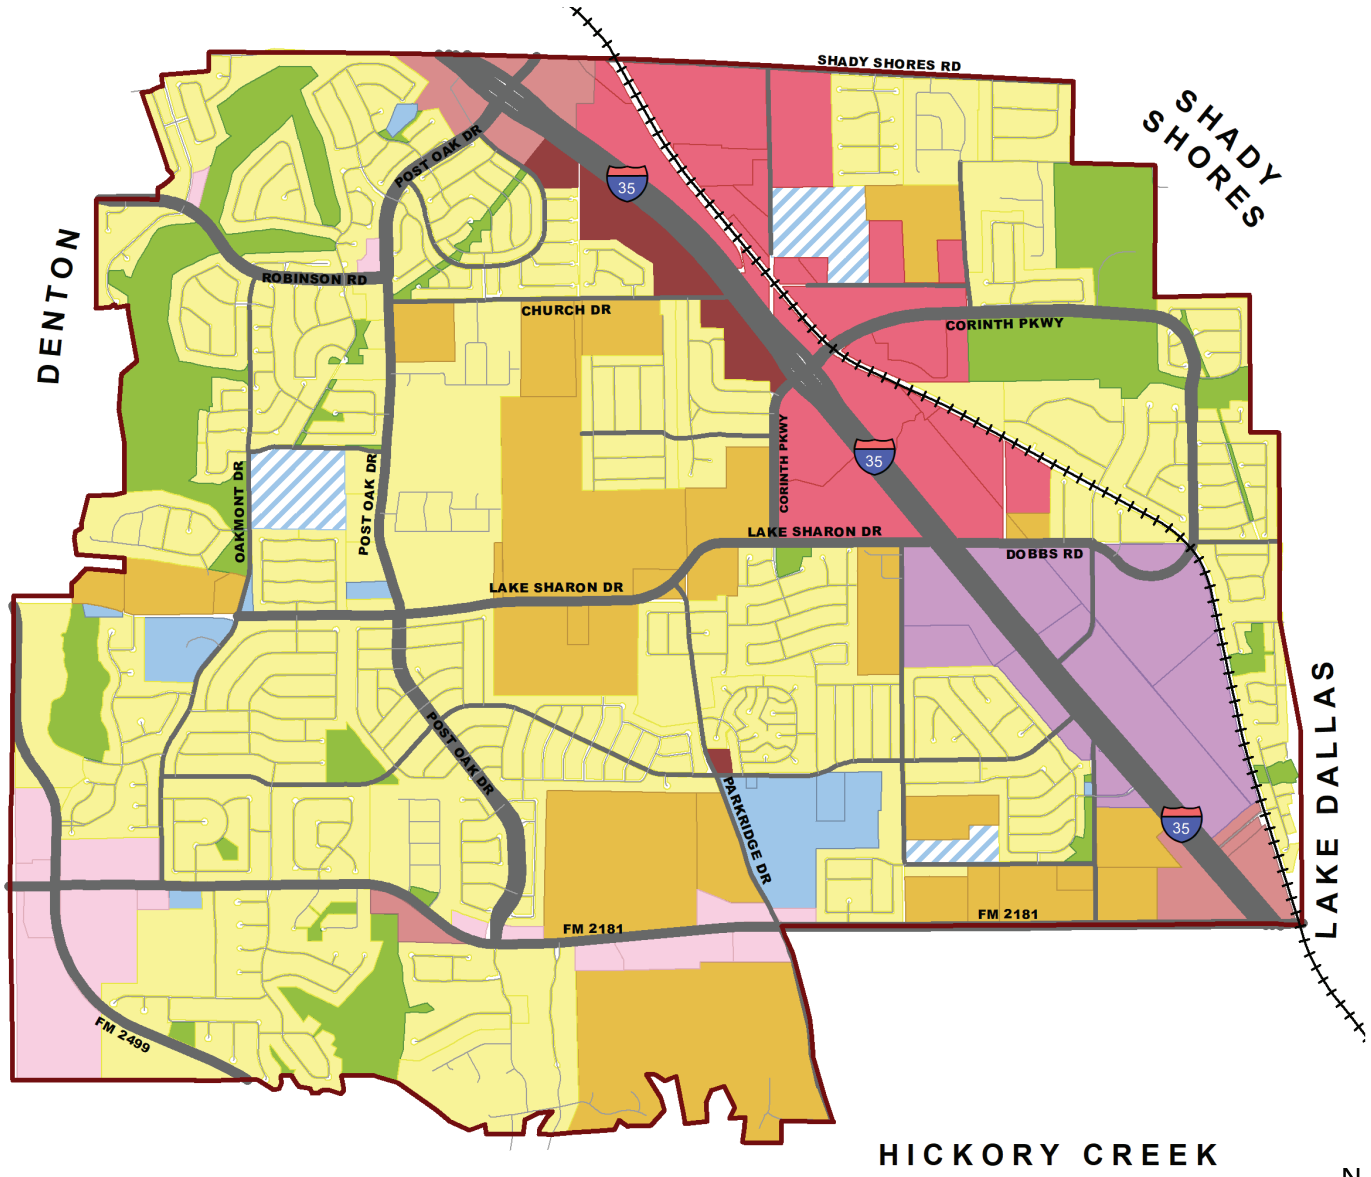 SHADY SHORES RD
SHADY
SHORES
POST OAK DR
35
DENTON
ROBINSON RD
CHURCH DR
CORINTH PKWY
CORINTH PKWY
35
OAKMONT DR
POST OAK DR
LAKE SHARON DR
DOBBS RD
LAKE SHARON DR
LAKE DALLAS
POST OAK DR
PARKRIDGE DR
35
FM 2181
FM 2181
FM 2499
HICKORY CREEK
N